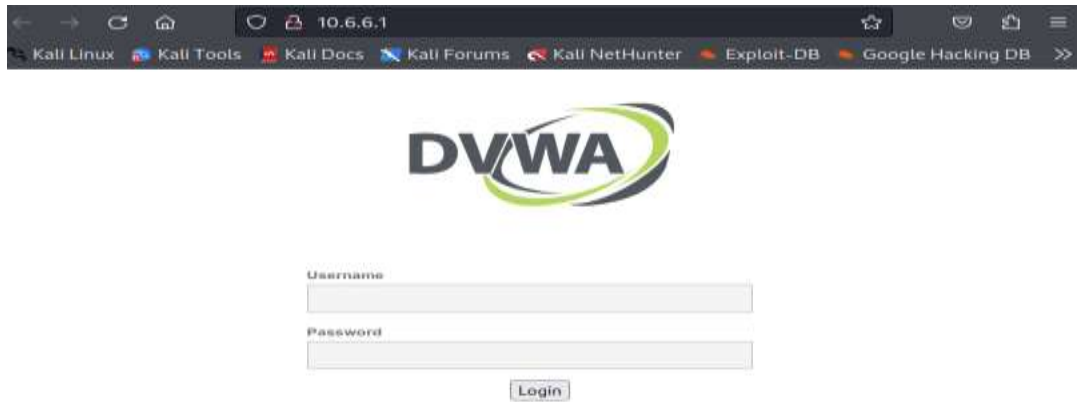 10.6.6.1
Kali Linux Kali Tools Kali Docs Kali Forums Kali NetHunter Exploit-DB Google Hacking DB
DVWA
Username
Password
Login